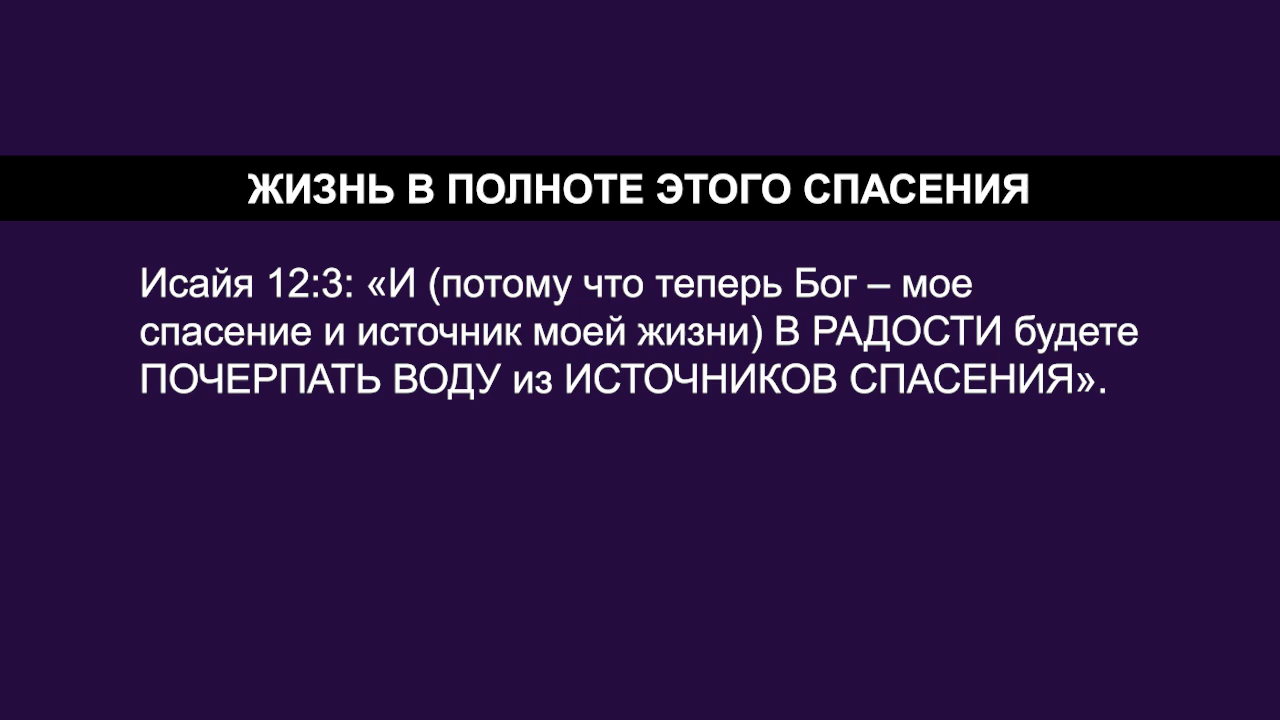 ЖИЗНЬ В ПОЛНОТЕ ЭТОГО СПАСЕНИЯ
Исайя 12:3: «И (потому что теперь Бог – мое
спасение и источник моей жизни) В РАДОСТИ будете
ПОЧЕРПАТЬ ВОДУ из ИСТОЧНИКОВ СПАСЕНИЯ».